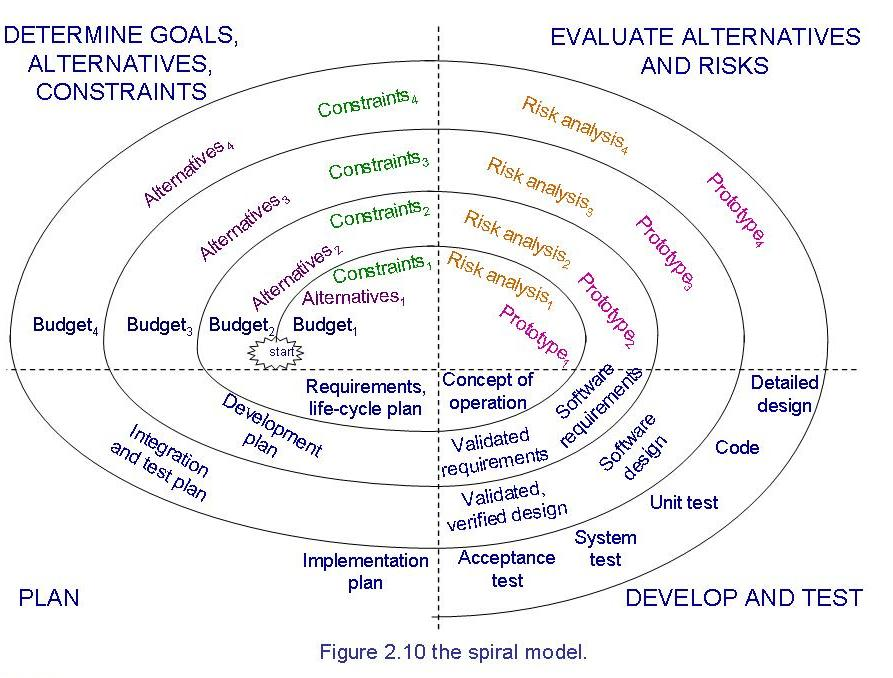 DETERMINE GOALS,
ALTERNATIVES,
CONSTRAINTS
EVALUATE ALTERNATIVES
AND RISKS
Constraints4
Alternatives4
Constraints3
Alternatives3
Constraints2
Alternatives2
Constraints1
Alternatives1
Risk analysis4
Risk analysis3
Risk analysis2
Risk analysis1
Prototype4
Prototype3
Prototype2
Prototype1
Budget4
Budget3
Budget2
Budget1
start
Requirements,
life-cycle plan
Concept of
operation
Software
requirements
Detailed
design
Development
plan
Validated
requirements
Software
design
Code
Integration
and test plan
Validated,
verified design
Unit test
System
test
Implementation
plan
Acceptance
test
PLAN
DEVELOP AND TEST
Figure 2.10 the spiral model.